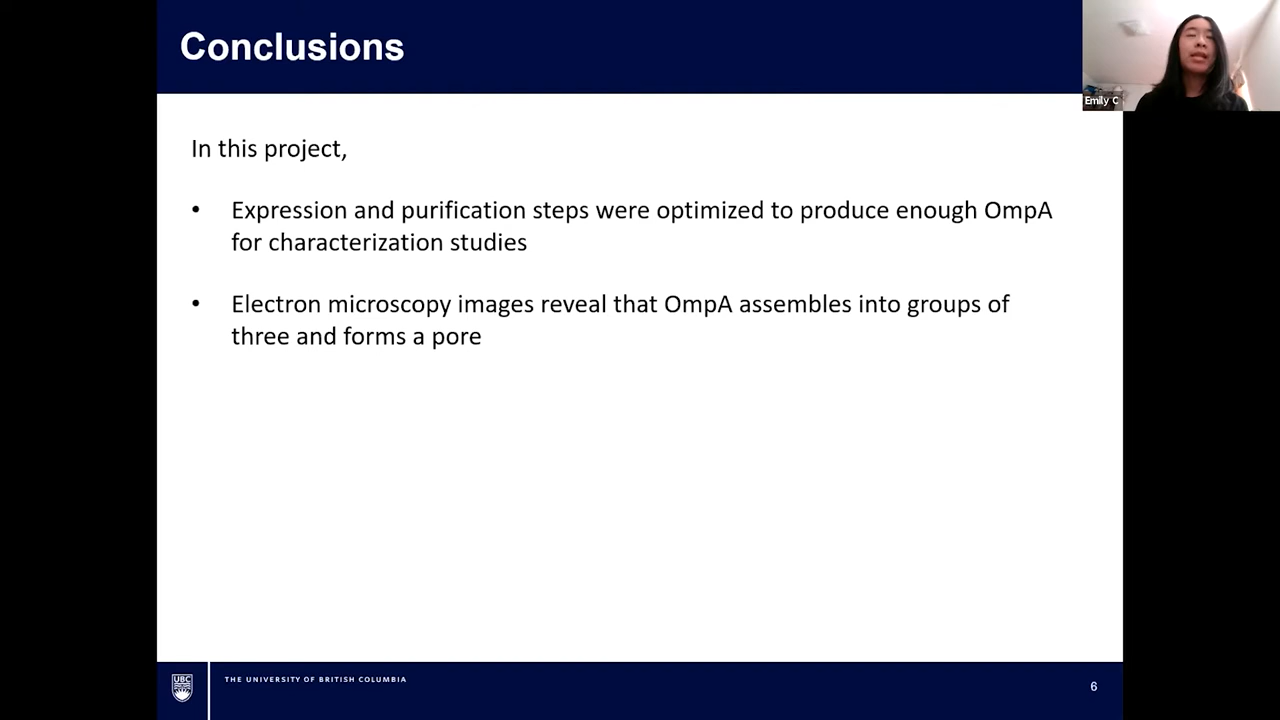 Conclusions
Emily C
In this project,
• Expression and purification steps were optimized to produce enough OmpA
for characterization studies
• Electron microscopy images reveal that OmpA assembles into groups of
three and forms a pore
UBC
THE UNIVERSITY OF BRITISH COLUMBIA
6